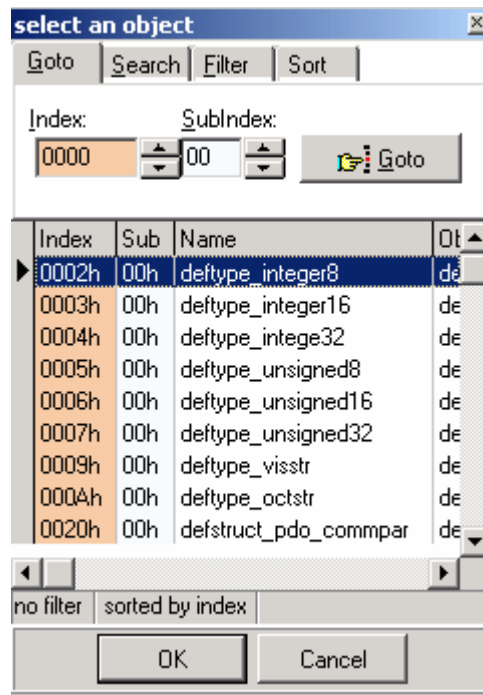 select an object
Goto Search Filter Sort
Index: SubIndex:
0000 00 Goto
Index Sub Name
0002h 00h deftype_integer8 de
0003h 00h deftype_integer16 de
0004h 00h deftype_intege32 de
0005h 00h deftype_unsigned8 de
0006h 00h deftype_unsigned16 de
0007h 00h deftype_unsigned32 de
0009h 00h deftype_visstr de
000Ah 00h deftype_octstr de
0020h 00h defstruct_pdo_commpar de
no filter sorted by index
OK Cancel